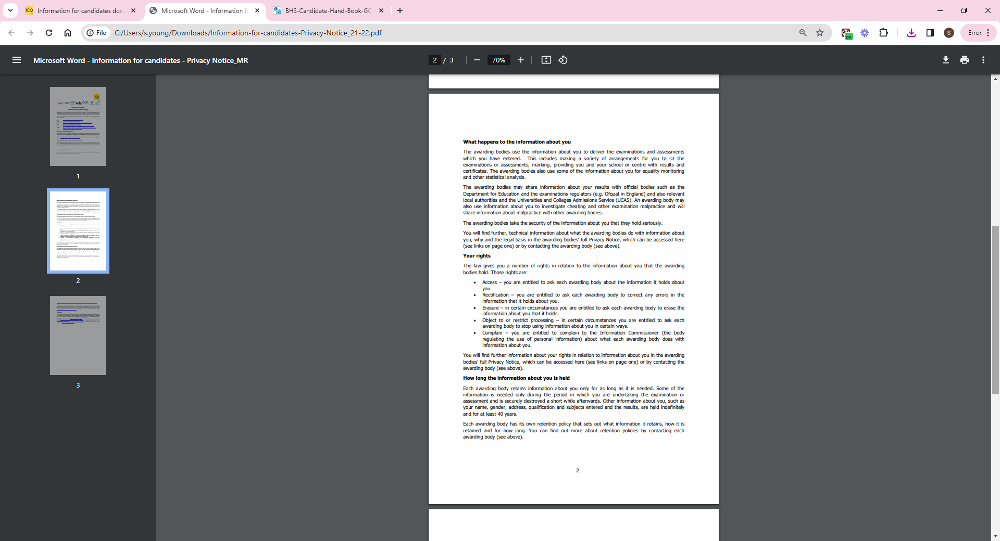 JCQ
Information for candidates doc
Microsoft Word - Information f
BHS-Candidate-Hand-Book-GC
File
C:/Users/s.young/Downloads/Information-for-candidates-Privacy-Notice_21-22.pdf
on
S
Error
Microsoft Word - Information for candidates - Privacy Notice_MR
2 / 3
70%
1
2
3
What happens to the information about you
The awarding bodies use the information about you to deliver the examinations and assessments
which you have entered. This includes making a variety of arrangements for you to sit the
examinations or assessments, marking, providing you and your school or centre with results and
certificates. The awarding bodies also use some of the information about you for equality monitoring
and other statistical analysis.
The awarding bodies may share information about your results with official bodies such as the
Department for Education and the examinations regulators (e.g. Ofqual in England) and also relevant
local authorities and the Universities and Colleges Admissions Service (UCAS). An awarding body may
also use information about you to investigate cheating and other examination malpractice and will
share information about malpractice with other awarding bodies.
The awarding bodies take the security of the information about you that they hold seriously.
You will find further, technical information about what the awarding bodies do with information about
you, why and the legal basis in the awarding bodies' full Privacy Notice, which can be accessed here
(see links on page one) or by contacting the awarding body (see above).
Your rights
The law gives you a number of rights in relation to the information about you that the awarding
bodies hold. Those rights are:
• Access – you are entitled to ask each awarding body about the information it holds about
you.
• Rectification – you are entitled to ask each awarding body to correct any errors in the
information that it holds about you.
• Erasure – in certain circumstances you are entitled to ask each awarding body to erase the
information about you that it holds.
• Object to or restrict processing – in certain circumstances you are entitled to ask each
awarding body to stop using information about you in certain ways.
• Complain – you are entitled to complain to the Information Commissioner (the body
regulating the use of personal information) about what each awarding body does with
information about you.
You will find further information about your rights in relation to information about you in the awarding
bodies' full Privacy Notice, which can be accessed here (see links on page one) or by contacting the
awarding body (see above).
How long the information about you is held
Each awarding body retains information about you only for as long as it is needed. Some of the
information is needed only during the period in which you are undertaking the examination or
assessment and is securely destroyed a short while afterwards. Other information about you, such as
your name, gender, address, qualification and subjects entered and the results, are held indefinitely
and for at least 40 years.
Each awarding body has its own retention policy that sets out what information it retains, how it is
retained and for how long. You can find out more about retention policies by contacting each
awarding body (see above).
2